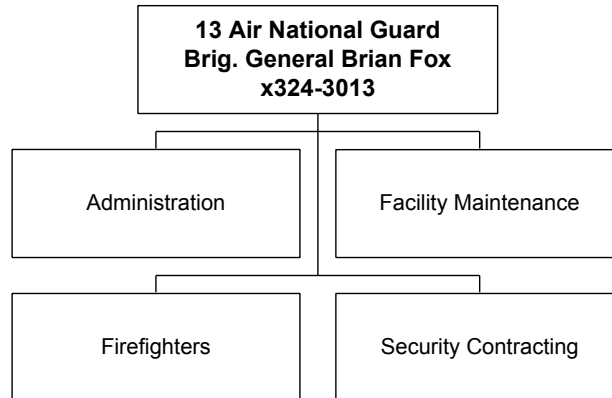 13 Air National Guard
Brig. General Brian Fox
x324-3013
Administration
Facility Maintenance
Firefighters
Security Contracting